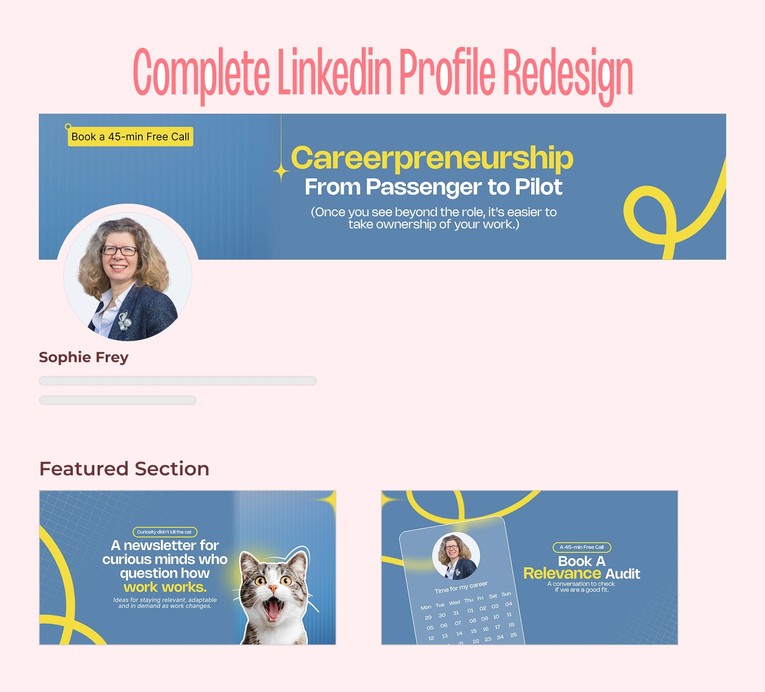 Complete Linkedin Profile Redesign
Book a 45-min Free Call
Careerpreneurship
From Passenger to Pilot
(Once you see beyond the role, it's easier to
take ownership of your work.)
Sophie Frey
Featured Section
Curiosity didn't kill the cat
A newsletter for
curious minds who
question how
work works.
Ideas for staying relevant, adaptable
and in demand as work changes.
Time for my career
Mon Tue Wed Thu Fri Sat Sun
29 30 31 01 02 03 04
05 06 07 08 09 10 11
12 13 14 15 16 17 18
A 45-min Free Call
Book A
Relevance Audit
A conversation to check
if we are a good fit.